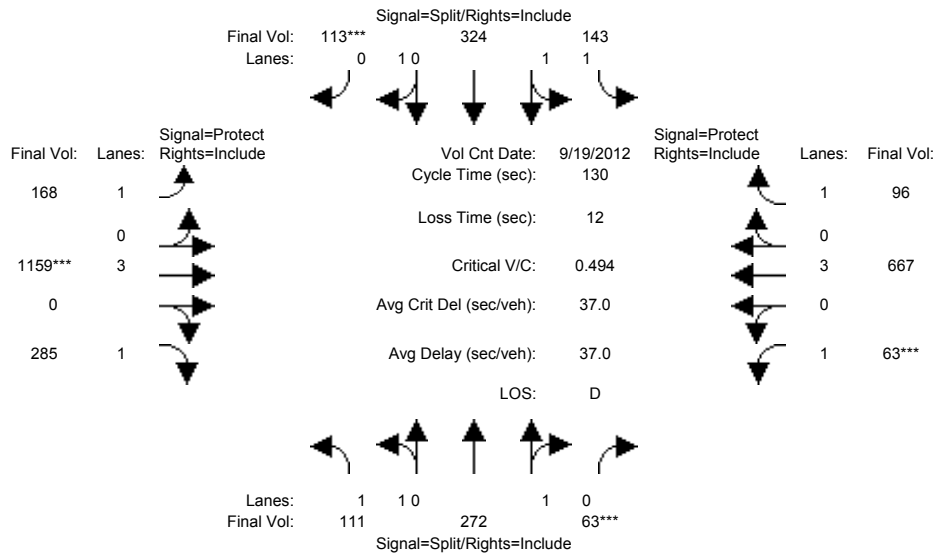 Signal=Split/Rights=Include
Final Vol: 113*** 324 143
Lanes: 0 1 0 1 1
Signal=Protect Signal=Protect
Final Vol: Lanes: Rights=Include Vol Cnt Date: 9/19/2012 Rights=Include Lanes: Final Vol:
Cycle Time (sec): 130
168 1 1 96
Loss Time (sec): 12
0 0
1159*** 3 Critical V/C: 0.494 3 667
0 Avg Crit Del (sec/veh): 37.0 0
285 1 Avg Delay (sec/veh): 37.0 1 63***
LOS: D
Lanes: 1 1 0 1 0
Final Vol: 111 272 63***
Signal=Split/Rights=Include